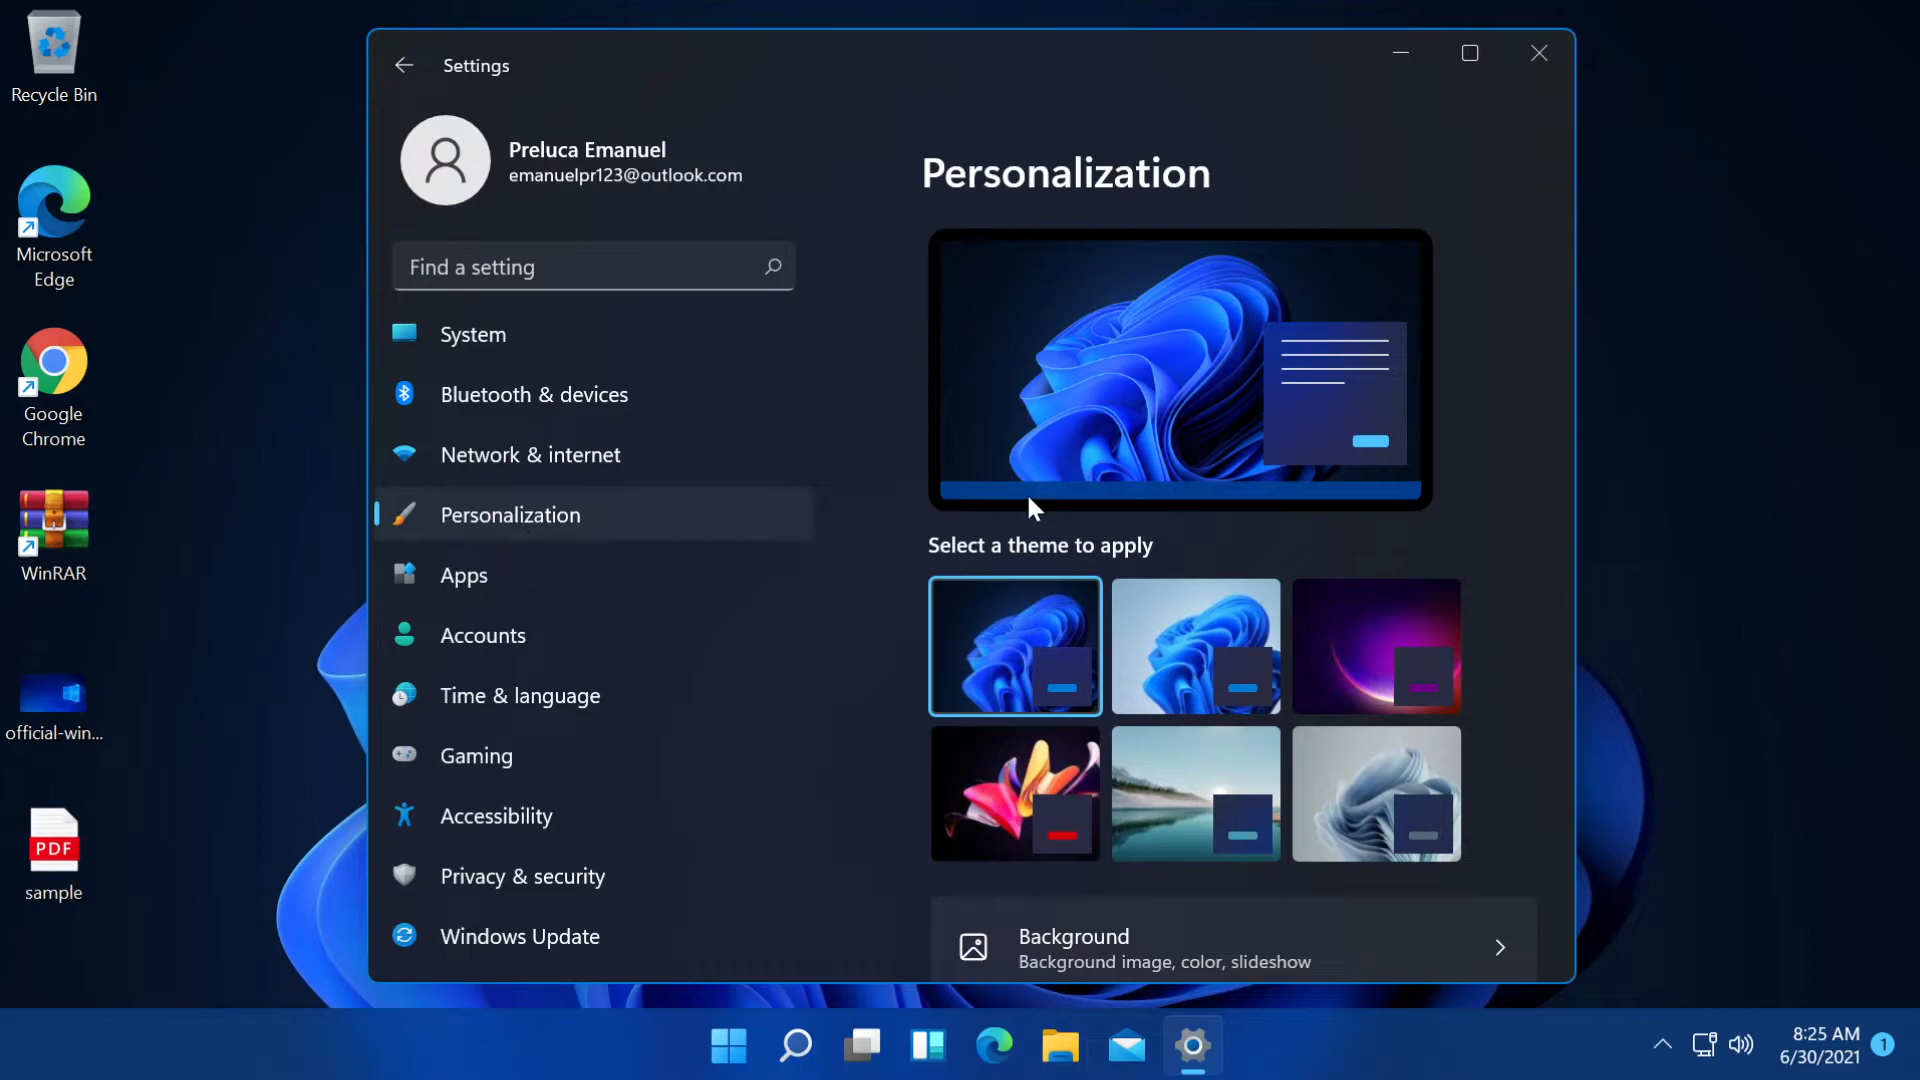 Recycle Bin
Microsoft
Edge
Google
Chrome
WinRAR
official-win...
PDF
sample
Settings
Preluca Emanuel
emanuelpr123@outlook.com
Find a setting
System
Bluetooth & devices
Network & internet
Personalization
Apps
Accounts
Time & language
Gaming
Accessibility
Privacy & security
Windows Update
Personalization
Select a theme to apply
Background
Background image, color, slideshow
8:25 AM
6/30/2021
1